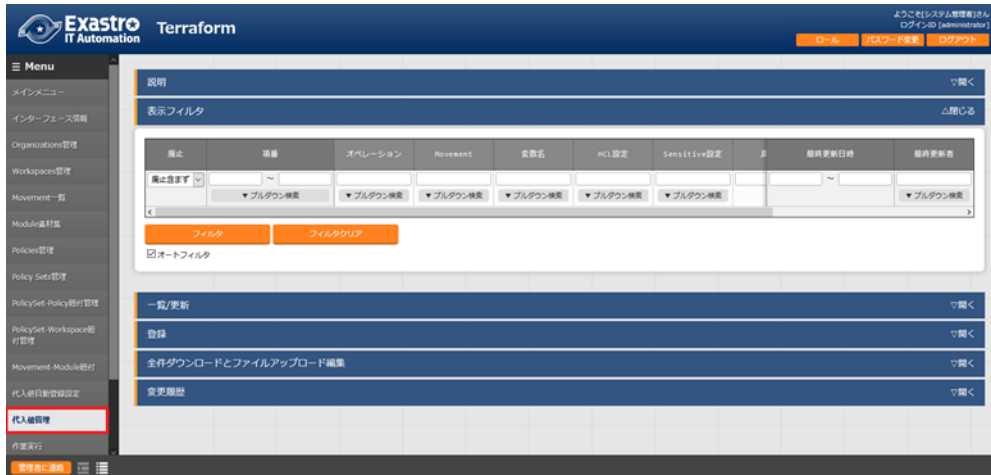 Exastro
IT Automation
Terraform
ようこそ[システム管理者]さん
ログインID [administrator]
ロール
パスワード変更
ログアウト
Menu
メインメニュー
インターフェース情報
Organizations管理
Workspaces管理
Movement一覧
Module素材集
Policies管理
Policy Sets管理
PolicySet-Policy紐付管理
PolicySet-Workspace紐
付管理
Movement-Module紐付
代入値自動登録設定
代入値管理
作業実行
管理者に連絡
説明
▽開く
表示フィルタ
△閉じる
廃止 項番 オペレーション Movement 変数名 HCL設定 Sensitive設定 最終更新日時 最終更新者
廃止含まず ~ ~
▼プルダウン検索 ▼プルダウン検索 ▼プルダウン検索 ▼プルダウン検索 ▼プルダウン検索 ▼プルダウン検索 ▼プルダウン検索
フィルタ
フィルタクリア
オートフィルタ
一覧/更新
▽開く
登録
▽開く
全件ダウンロードとファイルアップロード編集
▽開く
変更履歴
▽開く